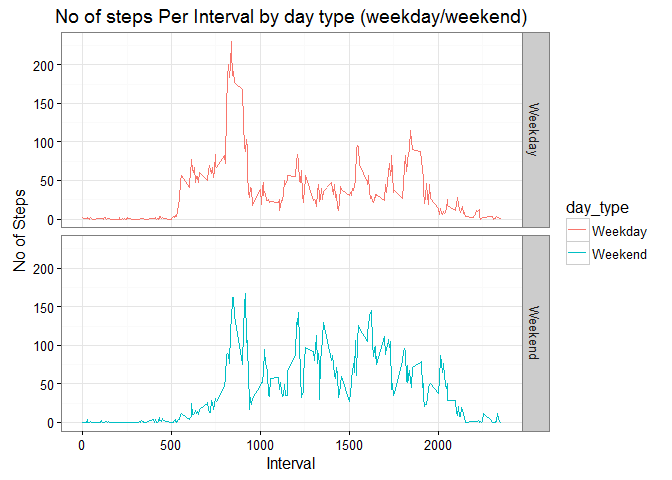 No of steps Per Interval by day type (weekday/weekend)
No of Steps
200
150
100
50
0
Weekday
200
150
100
50
0
Weekend
0 500 1000 1500 2000
Interval
day_type
Weekday
Weekend